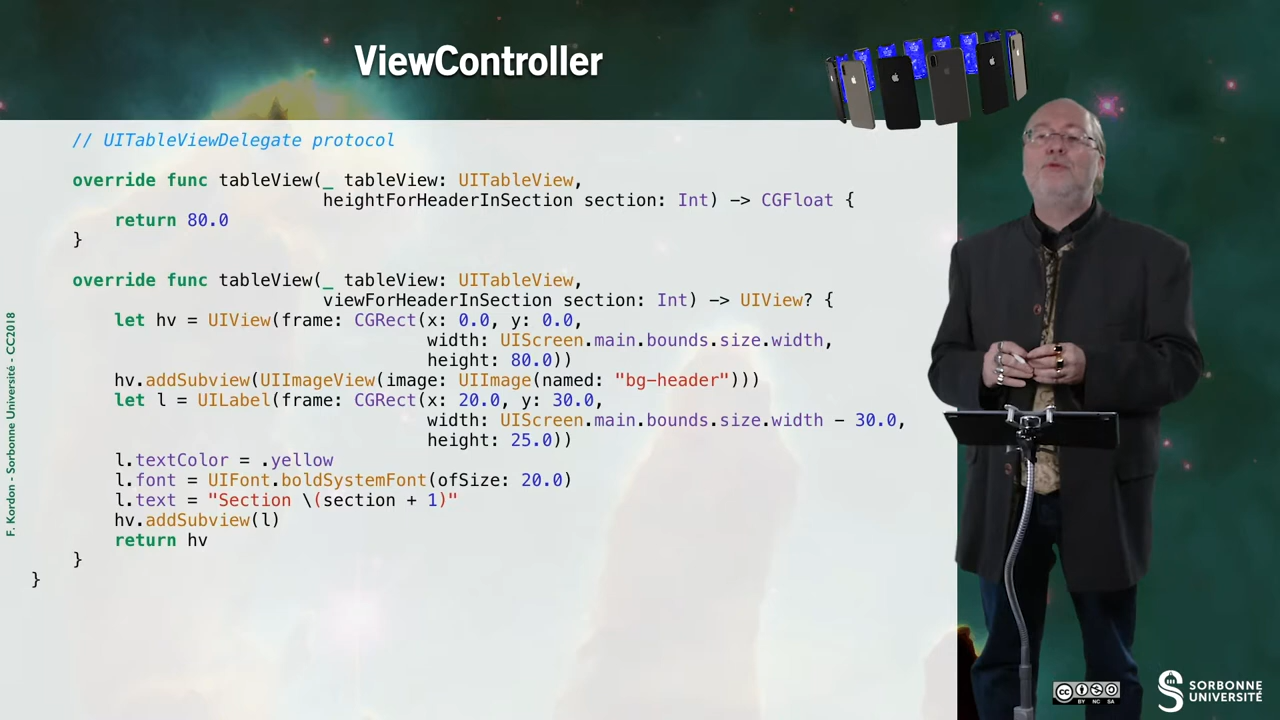 ViewController
// UITableViewDelegate protocol
override func tableView(_ tableView: UITableView,
heightForHeaderInSection section: Int) -> CGFloat {
return 80.0
}
override func tableView(_ tableView: UITableView,
viewForHeaderInSection section: Int) -> UIView? {
let hv = UIView(frame: CGRect(x: 0.0, y: 0.0,
width: UIScreen.main.bounds.size.width,
height: 80.0))
hv.addSubview(UIImageView(image: UIImage(named: "bg-header")))
let l = UILabel(frame: CGRect(x: 20.0, y: 30.0,
width: UIScreen.main.bounds.size.width - 30.0,
height: 25.0))
l.textColor = .yellow
l.font = UIFont.boldSystemFont(ofSize: 20.0)
l.text = "Section \(section + 1)"
hv.addSubview(l)
return hv
}
}
F. Kordon - Sorbonne Université - CC2018
cc
BY NC SA
SORBONNE
UNIVERSITÉ